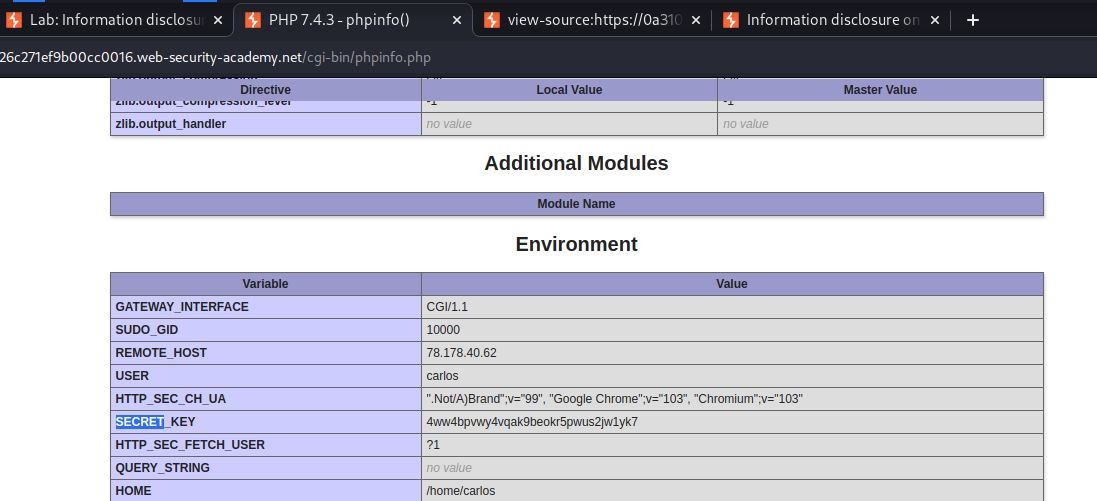 Lab: Information disclosur
PHP 7.4.3 - phpinfo()
view-source:https://0a310
Information disclosure on
26c271ef9b00cc0016.web-security-academy.net/cgi-bin/phpinfo.php
Directive Local Value Master Value
zlib.output_compression_level -1 -1
zlib.output_handler no value no value
Additional Modules
Module Name
Environment
Variable Value
GATEWAY_INTERFACE CGI/1.1
SUDO_GID 10000
REMOTE_HOST 78.178.40.62
USER carlos
HTTP_SEC_CH_UA ".Not/A)Brand";v="99", "Google Chrome";v="103", "Chromium";v="103"
SECRET_KEY 4ww4bpvwy4vqak9beokr5pwus2jw1yk7
HTTP_SEC_FETCH_USER ?1
QUERY_STRING no value
HOME /home/carlos